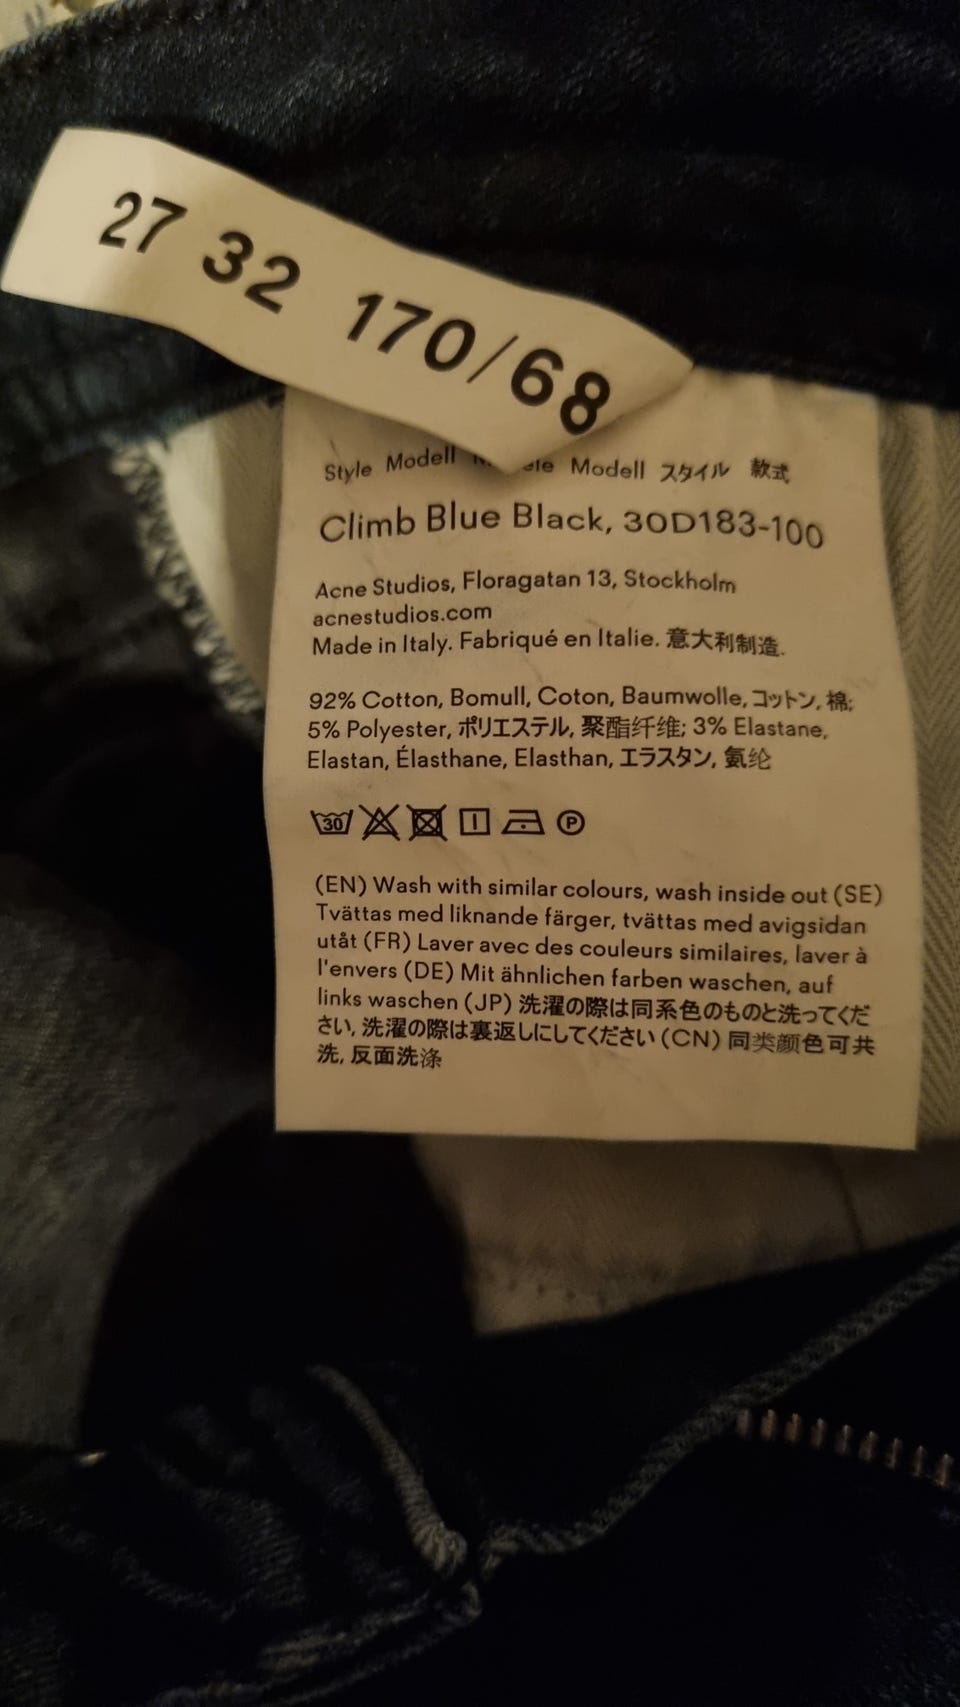 27 32 170/68
Style Modell Modell スタイル 款式
Climb Blue Black, 30D183-100
Acne Studios, Floragatan 13, Stockholm
acnestudios.com
Made in Italy. Fabriqué en Italie. 意大利制造.
92% Cotton, Bomull, Coton, Baumwolle, コットン, 棉;
5% Polyester, ポリエステル, 聚酯纤维; 3% Elastane,
Elastan, Élasthane, Elasthan, エラスタン, 氨纶
30 P
(EN) Wash with similar colours, wash inside out (SE)
Tvättas med liknande färger, tvättas med avigsidan
utåt (FR) Laver avec des couleurs similaires, laver à
l'envers (DE) Mit ähnlichen farben waschen, auf
links waschen (JP) 洗濯の際は同系色のものと洗ってくだ
さい, 洗濯の際は裏返しにしてください (CN) 同类颜色可共
洗, 反面洗涤